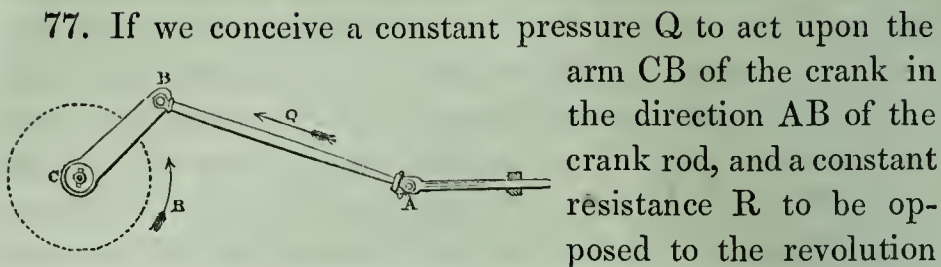 77. If we conceive a constant pressure Q to act upon the
arm CB of the crank in
the direction AB of the
crank rod, and a constant
resistance R to be op-
posed to the revolution
B
Q
C
R
A